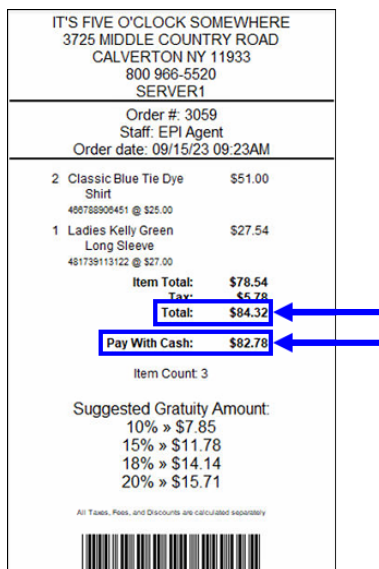 IT'S FIVE O'CLOCK SOMEWHERE
3725 MIDDLE COUNTRY ROAD
CALVERTON NY 11933
800 966-5520
SERVER1
Order #: 3059
Staff: EPI Agent
Order date: 09/15/23 09:23AM
2 Classic Blue Tie Dye $51.00
Shirt
466788906451 @ $25.00
1 Ladies Kelly Green $27.54
Long Sleeve
481739113122 @ $27.00
Item Total: $78.54
Tax: $5.78
Total: $84.32
Pay With Cash: $82.78
Item Count: 3
Suggested Gratuity Amount:
10% » $7.85
15% » $11.78
18% » $14.14
20% » $15.71
All Taxes, Fees, and Discounts are calculated separately